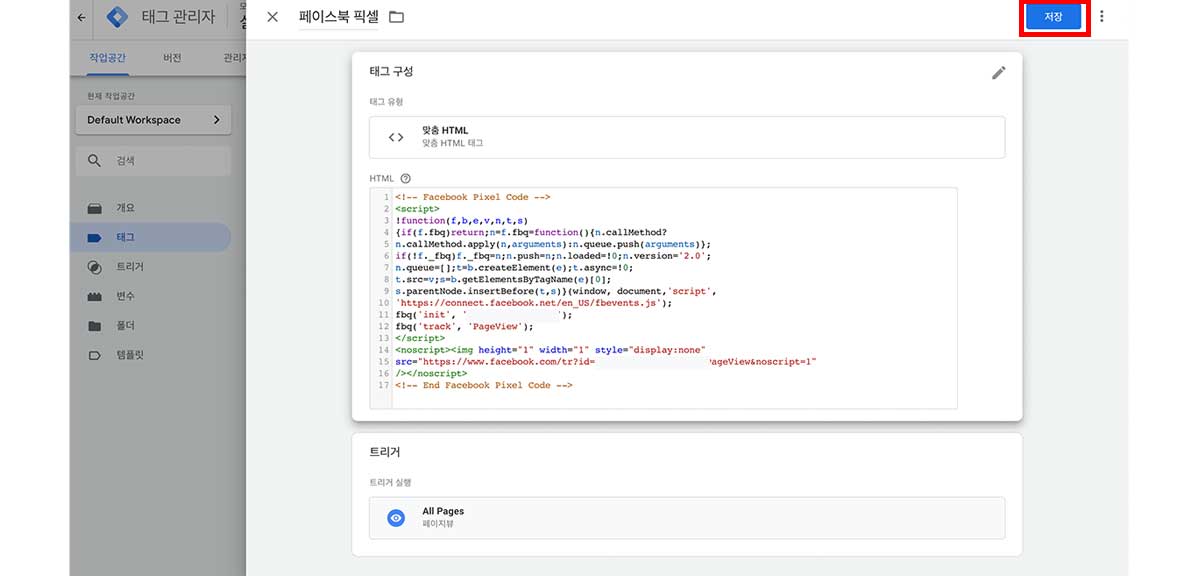 태그 관리자
페이스북 픽셀
저장
작업공간
버전
관리자
현재 작업공간
Default Workspace
검색
개요
태그
트리거
변수
폴더
템플릿
태그 구성
태그 유형
맞춤 HTML
맞춤 HTML 태그
HTML
1 <!-- Facebook Pixel Code -->
2 <script>
3 !function(f,b,e,v,n,t,s)
4 {if(f.fbq)return;n=f.fbq=function(){n.callMethod?
5 n.callMethod.apply(n,arguments):n.queue.push(arguments)};
6 if(!f._fbq)f._fbq=n;n.push=n;n.loaded=!0;n.version='2.0';
7 n.queue=[];t=b.createElement(e);t.async=!0;
8 t.src=v;s=b.getElementsByTagName(e)[0];
9 s.parentNode.insertBefore(t,s)}(window, document,'script',
10 'https://connect.facebook.net/en_US/fbevents.js');
11 fbq('init', '');
12 fbq('track', 'PageView');
13 </script>
14 <noscript><img height="1" width="1" style="display:none"
15 src="https://www.facebook.com/tr?id= PageView&noscript=1"
16 /></noscript>
17 <!-- End Facebook Pixel Code -->
트리거
트리거 실행
All Pages
페이지뷰